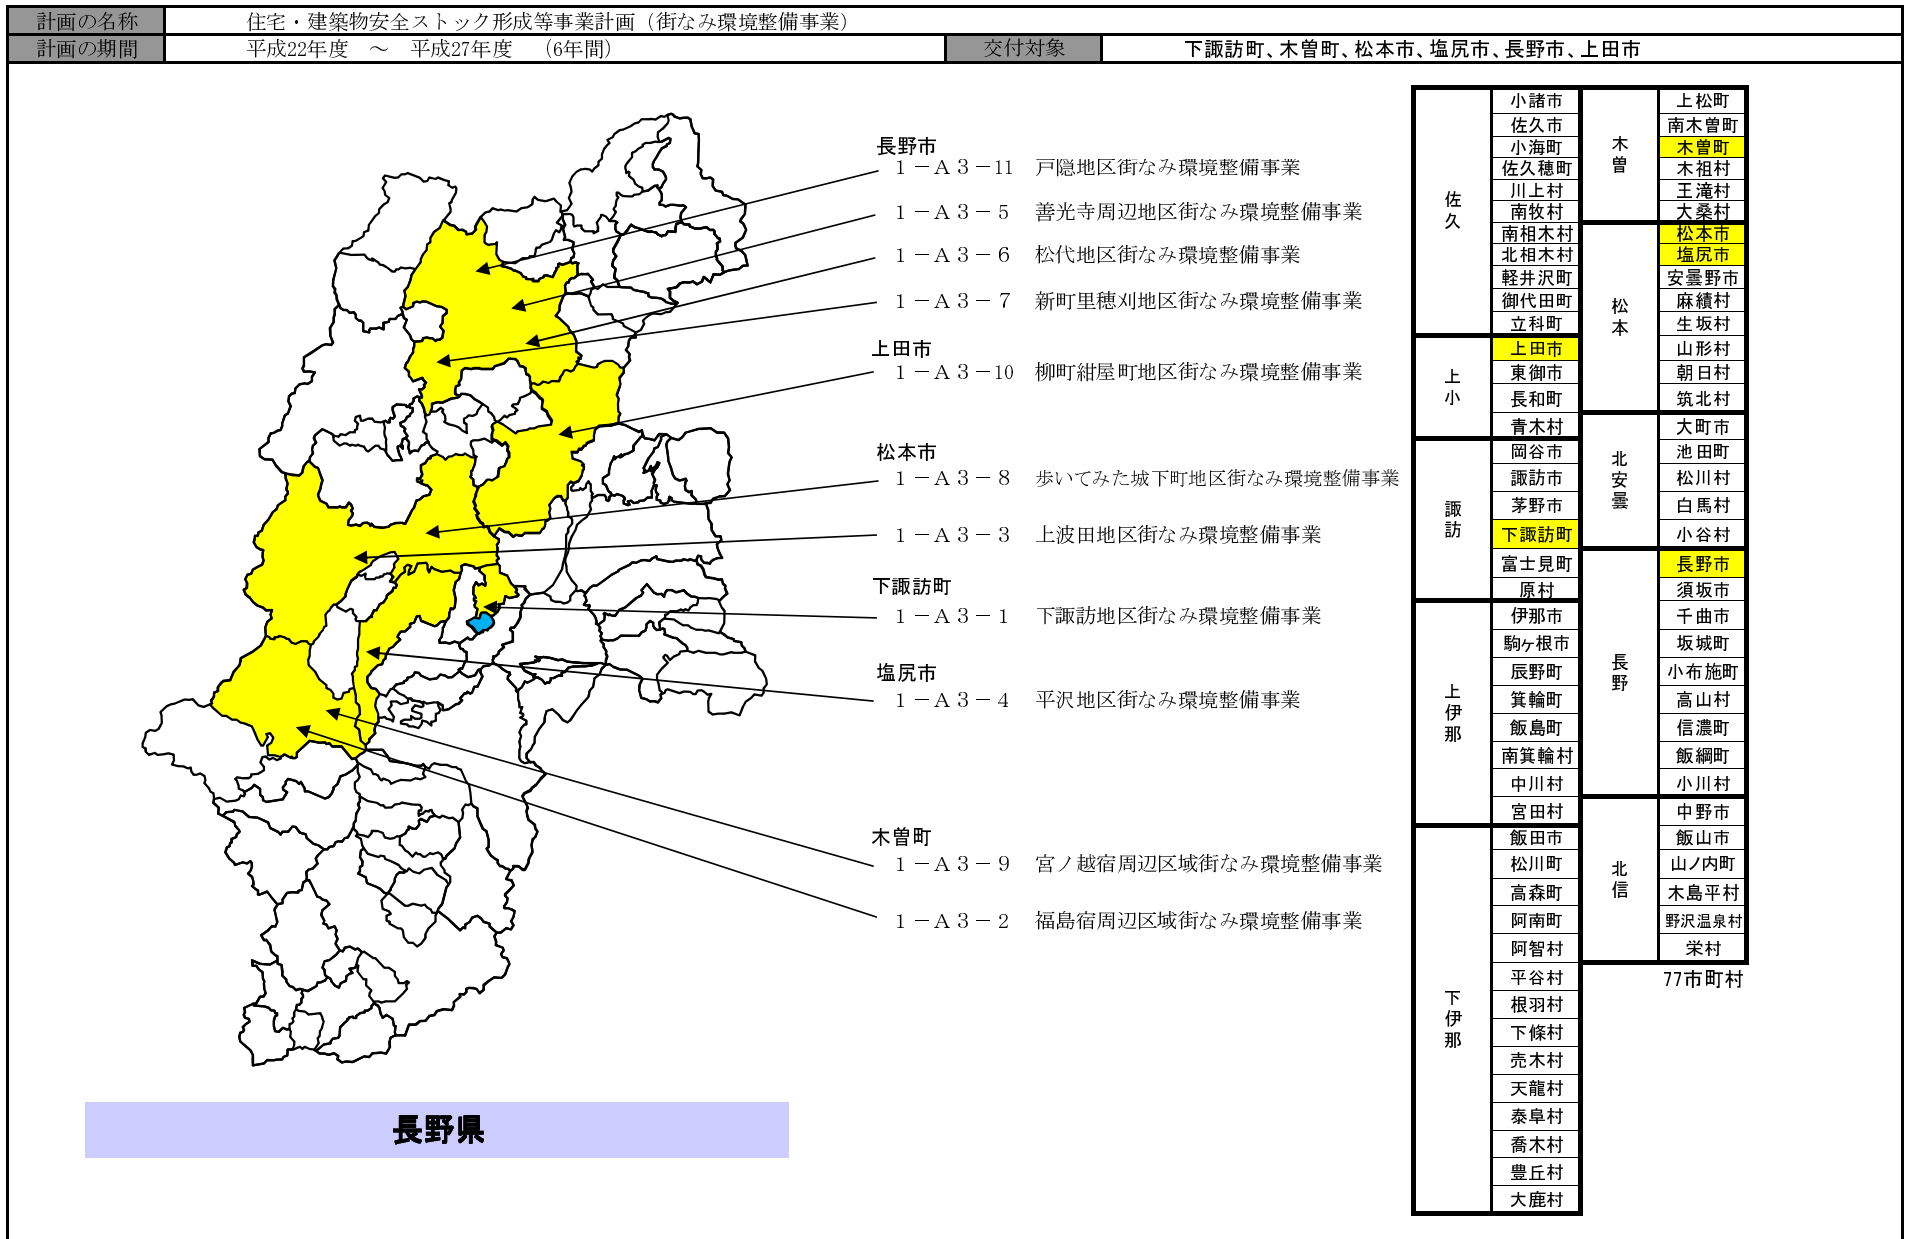 計画の名称　住宅・建築物安全ストック形成等事業計画（街なみ環境整備事業）
計画の期間　平成22年度　～　平成27年度　（6年間）　交付対象　下諏訪町、木曽町、松本市、塩尻市、長野市、上田市
長野市
１－Ａ３－11　戸隠地区街なみ環境整備事業
１－Ａ３－５　善光寺周辺地区街なみ環境整備事業
１－Ａ３－６　松代地区街なみ環境整備事業
１－Ａ３－７　新町里穂刈地区街なみ環境整備事業
上田市
１－Ａ３－10　柳町紺屋町地区街なみ環境整備事業
松本市
１－Ａ３－８　歩いてみた城下町地区街なみ環境整備事業
１－Ａ３－３　上波田地区街なみ環境整備事業
下諏訪町
１－Ａ３－１　下諏訪地区街なみ環境整備事業
塩尻市
１－Ａ３－４　平沢地区街なみ環境整備事業
木曽町
１－Ａ３－９　宮ノ越宿周辺区域街なみ環境整備事業
１－Ａ３－２　福島宿周辺区域街なみ環境整備事業
長野県
佐久
小諸市
佐久市
小海町
佐久穂町
川上村
南牧村
南相木村
北相木村
軽井沢町
御代田町
立科町
上小
上田市
東御市
長和町
青木村
諏訪
岡谷市
諏訪市
茅野市
下諏訪町
富士見町
原村
上伊那
伊那市
駒ヶ根市
辰野町
箕輪町
飯島町
南箕輪村
中川村
宮田村
下伊那
飯田市
松川町
高森町
阿南町
阿智村
平谷村
根羽村
下條村
売木村
天龍村
泰阜村
喬木村
豊丘村
大鹿村
木曽
上松町
南木曽町
木曽町
木祖村
王滝村
大桑村
松本
松本市
塩尻市
安曇野市
麻績村
生坂村
山形村
朝日村
筑北村
北安曇
大町市
池田町
松川村
白馬村
小谷村
長野
長野市
須坂市
千曲市
坂城町
小布施町
高山村
信濃町
飯綱町
小川村
北信
中野市
飯山市
山ノ内町
木島平村
野沢温泉村
栄村
77市町村